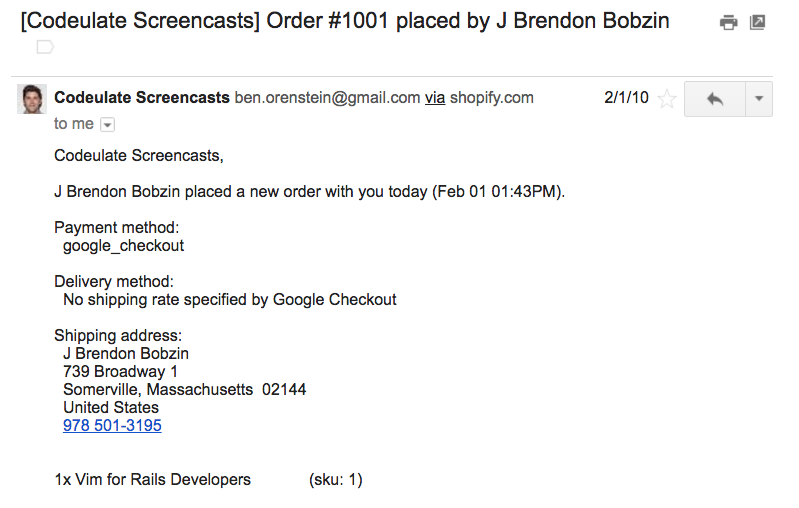 [Codeulate Screencasts] Order #1001 placed by J Brendon Bobzin
Codeulate Screencasts ben.orenstein@gmail.com via shopify.com 2/1/10
to me
Codeulate Screencasts,
J Brendon Bobzin placed a new order with you today (Feb 01 01:43PM).
Payment method:
google_checkout
Delivery method:
No shipping rate specified by Google Checkout
Shipping address:
J Brendon Bobzin
739 Broadway 1
Somerville, Massachusetts 02144
United States
978 501-3195
1x Vim for Rails Developers (sku: 1)